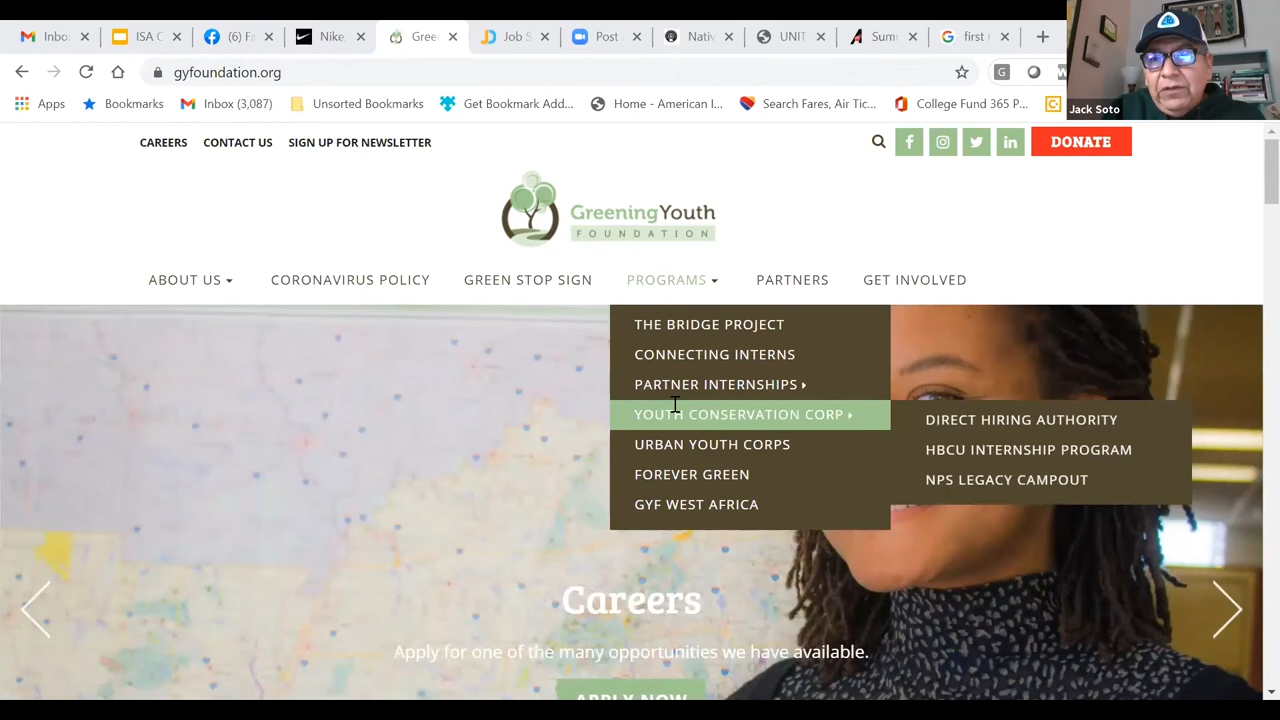 Inbo
ISA C
(6) Fa
Nike,
Gree
Job S
Post
Nativ
UNIT
Sum
first n
gyfoundation.org
G
Apps
Bookmarks
Inbox (3,087)
Unsorted Bookmarks
Get Bookmark Add...
Home - American I...
Search Fares, Air Tic...
College Fund 365 P...
Jack Soto
CAREERS CONTACT US SIGN UP FOR NEWSLETTER
DONATE
GreeningYouth
FOUNDATION
ABOUT US CORONAVIRUS POLICY GREEN STOP SIGN PROGRAMS PARTNERS GET INVOLVED
THE BRIDGE PROJECT
CONNECTING INTERNS
PARTNER INTERNSHIPS
YOUTH CONSERVATION CORP
URBAN YOUTH CORPS
FOREVER GREEN
GYF WEST AFRICA
DIRECT HIRING AUTHORITY
HBCU INTERNSHIP PROGRAM
NPS LEGACY CAMPOUT
Careers
Apply for one of the many opportunities we have available.
APPLY NOW